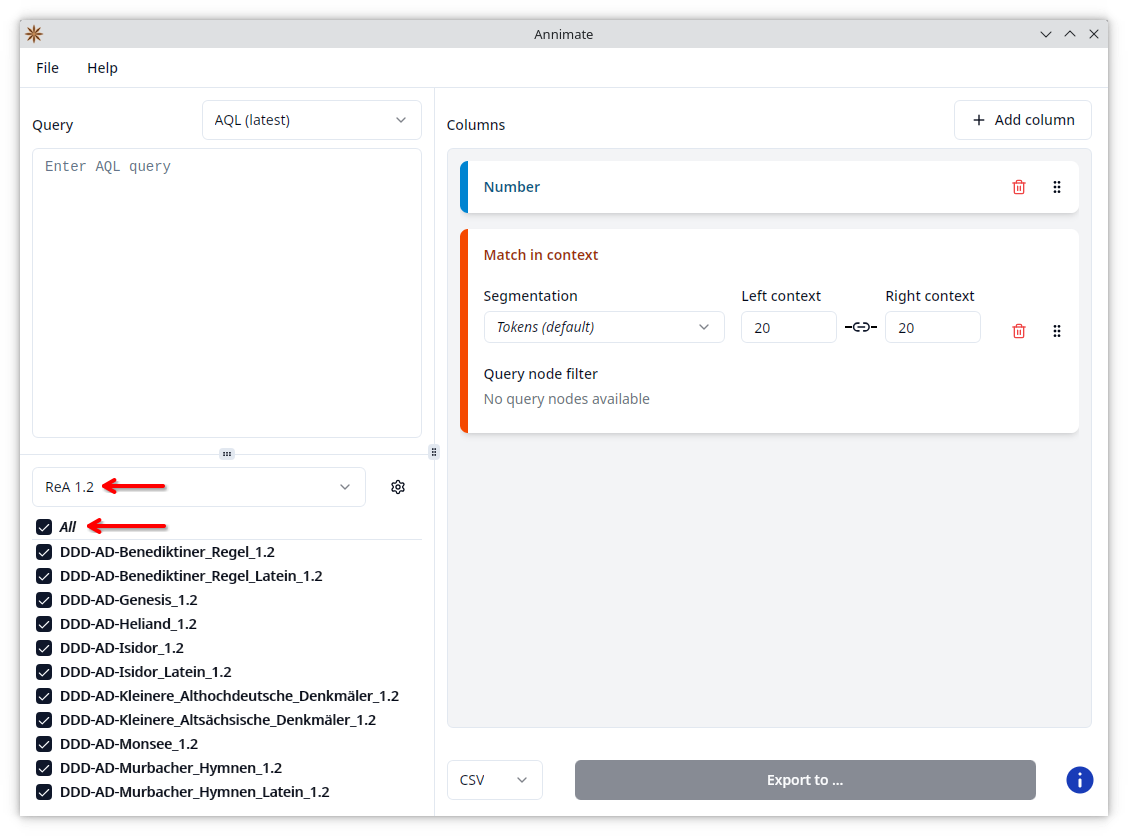 Annimate
File Help
Query
AQL (latest)
Enter AQL query
ReA 1.2
All
DDD-AD-Benediktiner_Regel_1.2
DDD-AD-Benediktiner_Regel_Latein_1.2
DDD-AD-Genesis_1.2
DDD-AD-Heliand_1.2
DDD-AD-Isidor_1.2
DDD-AD-Isidor_Latein_1.2
DDD-AD-Kleinere_Althochdeutsche_Denkmäler_1.2
DDD-AD-Kleinere_Altsächsische_Denkmäler_1.2
DDD-AD-Monsee_1.2
DDD-AD-Murbacher_Hymnen_1.2
DDD-AD-Murbacher_Hymnen_Latein_1.2
Columns
Add column
Number
Match in context
Segmentation Left context Right context
Tokens (default) 20 20
Query node filter
No query nodes available
CSV
Export to ...